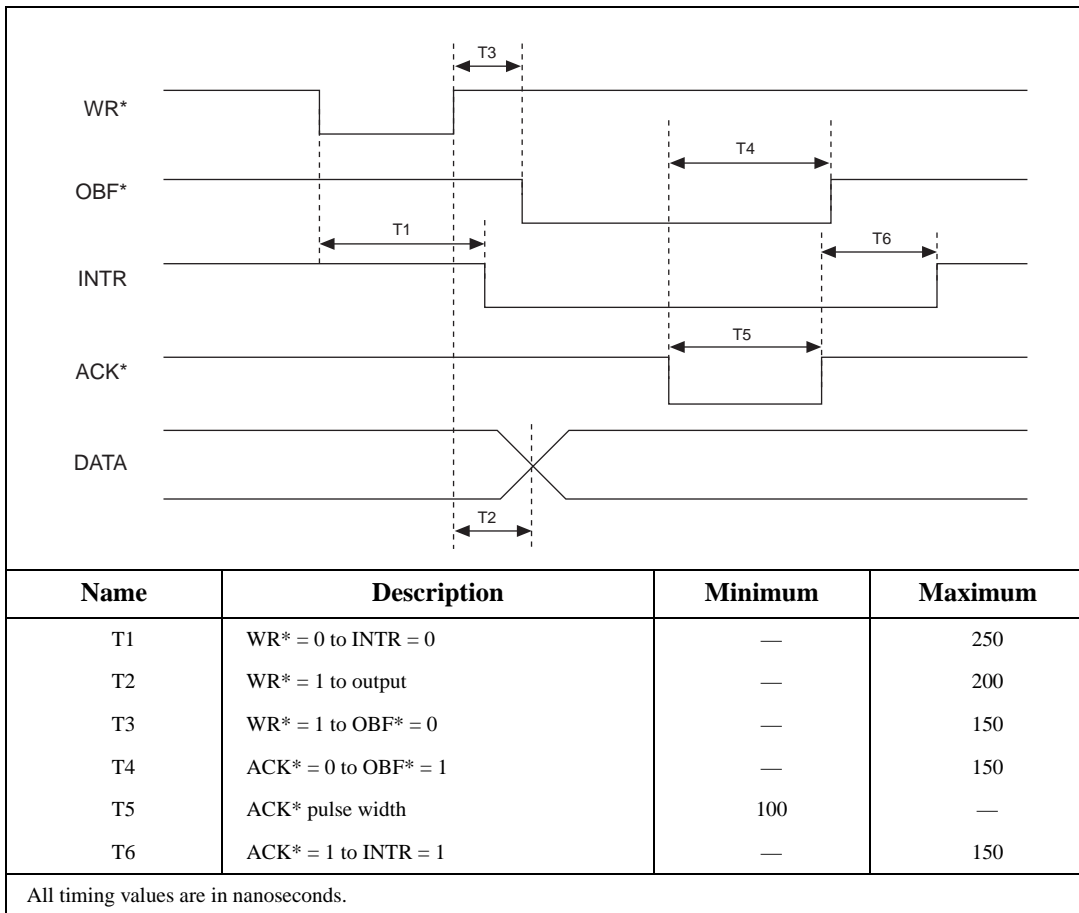 T3
WR*
T4
OBF*
T1
T6
INTR
T5
ACK*
DATA
T2
Name Description Minimum Maximum
T1 WR* = 0 to INTR = 0 — 250
T2 WR* = 1 to output — 200
T3 WR* = 1 to OBF* = 0 — 150
T4 ACK* = 0 to OBF* = 1 — 150
T5 ACK* pulse width 100 —
T6 ACK* = 1 to INTR = 1 — 150
All timing values are in nanoseconds.